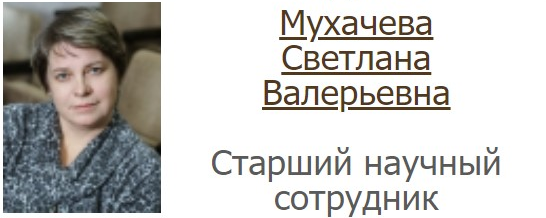 Мухачева
Светлана
Валерьевна
Старший научный
сотрудник